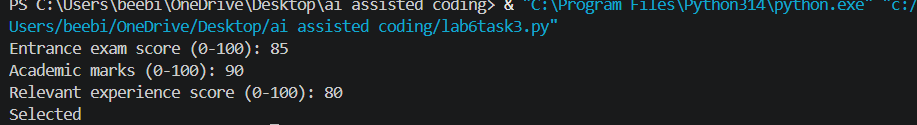 PS C:\Users\beebi\OneDrive\Desktop\ai assisted coding> & "C:\Program Files\Python314\python.exe" "c:/
Users/beebi/OneDrive/Desktop/ai assisted coding/lab6task3.py"
Entrance exam score (0-100): 85
Academic marks (0-100): 90
Relevant experience score (0-100): 80
Selected